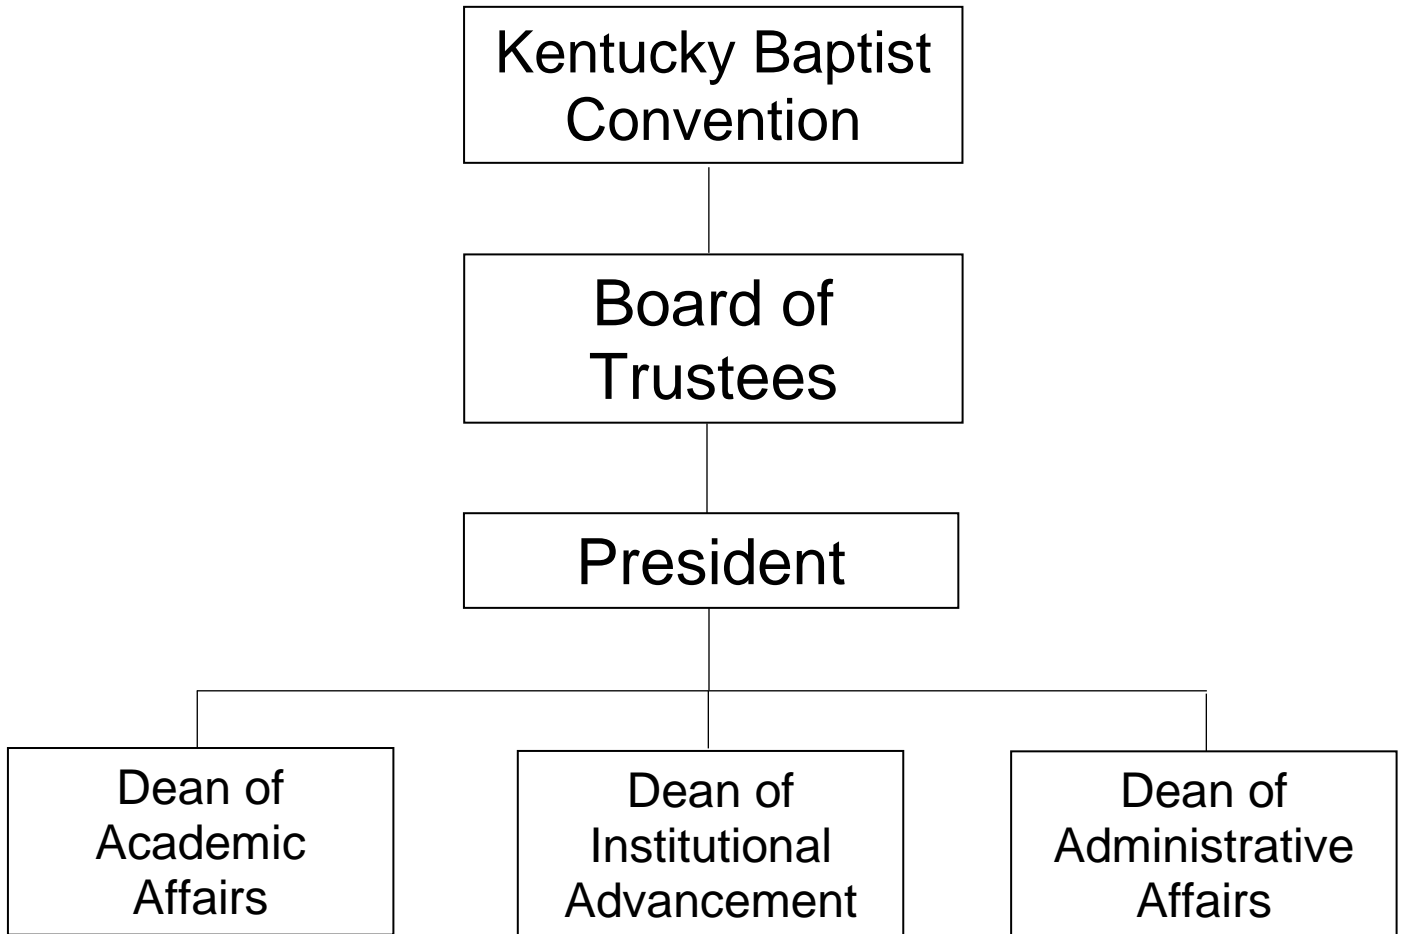 Kentucky Baptist
Convention
Board of
Trustees
President
Dean of
Academic
Affairs
Dean of
Institutional
Advancement
Dean of
Administrative
Affairs